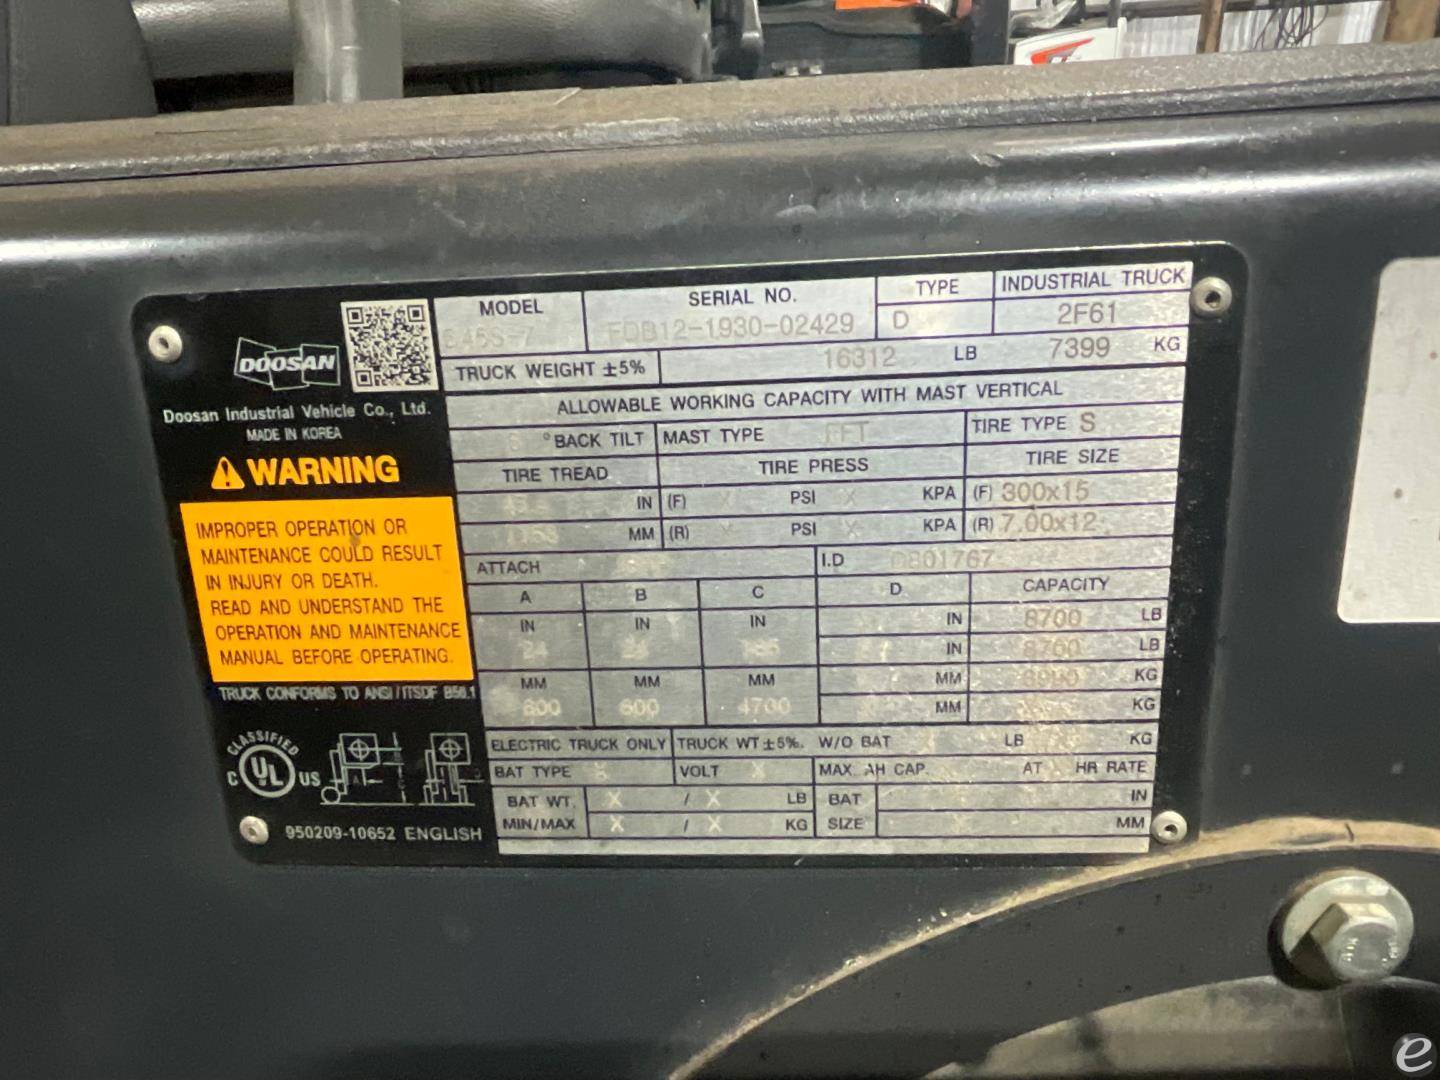 MODEL SERIAL NO. TYPE INDUSTRIAL TRUCK
FDB12-1930-02429 D 2F61
TRUCK WEIGHT ±5% 16312 LB 7399 KG
ALLOWABLE WORKING CAPACITY WITH MAST VERTICAL
° BACK TILT MAST TYPE FFT TIRE TYPE S
TIRE TREAD TIRE PRESS TIRE SIZE
IN (F) X PSI X KPA (F) 300x15
MM (R) X PSI X KPA (R) 7.00x12
ATTACH I.D
A B C D CAPACITY
IN IN IN IN 8700 LB
24 24 185 IN 8700 LB
MM MM MM MM KG
600 600 4700 MM KG
ELECTRIC TRUCK ONLY TRUCK WT ±5%. W/O BAT LB KG
BAT TYPE VOLT X MAX. AH CAP. AT HR RATE
BAT WT. X / X LB BAT IN
MIN/MAX X / X KG SIZE MM
DOOSAN
Doosan Industrial Vehicle Co., Ltd.
MADE IN KOREA
WARNING
IMPROPER OPERATION OR
MAINTENANCE COULD RESULT
IN INJURY OR DEATH.
READ AND UNDERSTAND THE
OPERATION AND MAINTENANCE
MANUAL BEFORE OPERATING.
TRUCK CONFORMS TO ANSI/ITSDF B56.1
CLASSIFIED
C UL US
950209-10652 ENGLISH
e